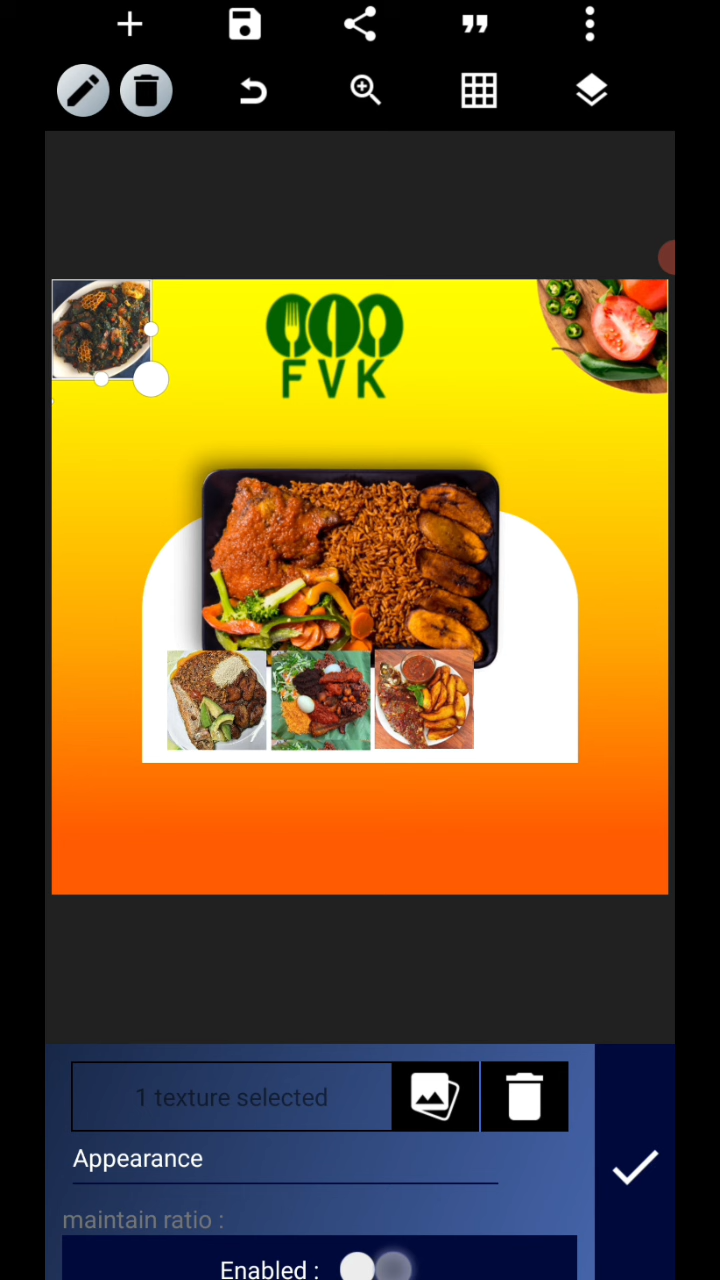 FVK
1 texture selected
Appearance
maintain ratio :
Enabled :